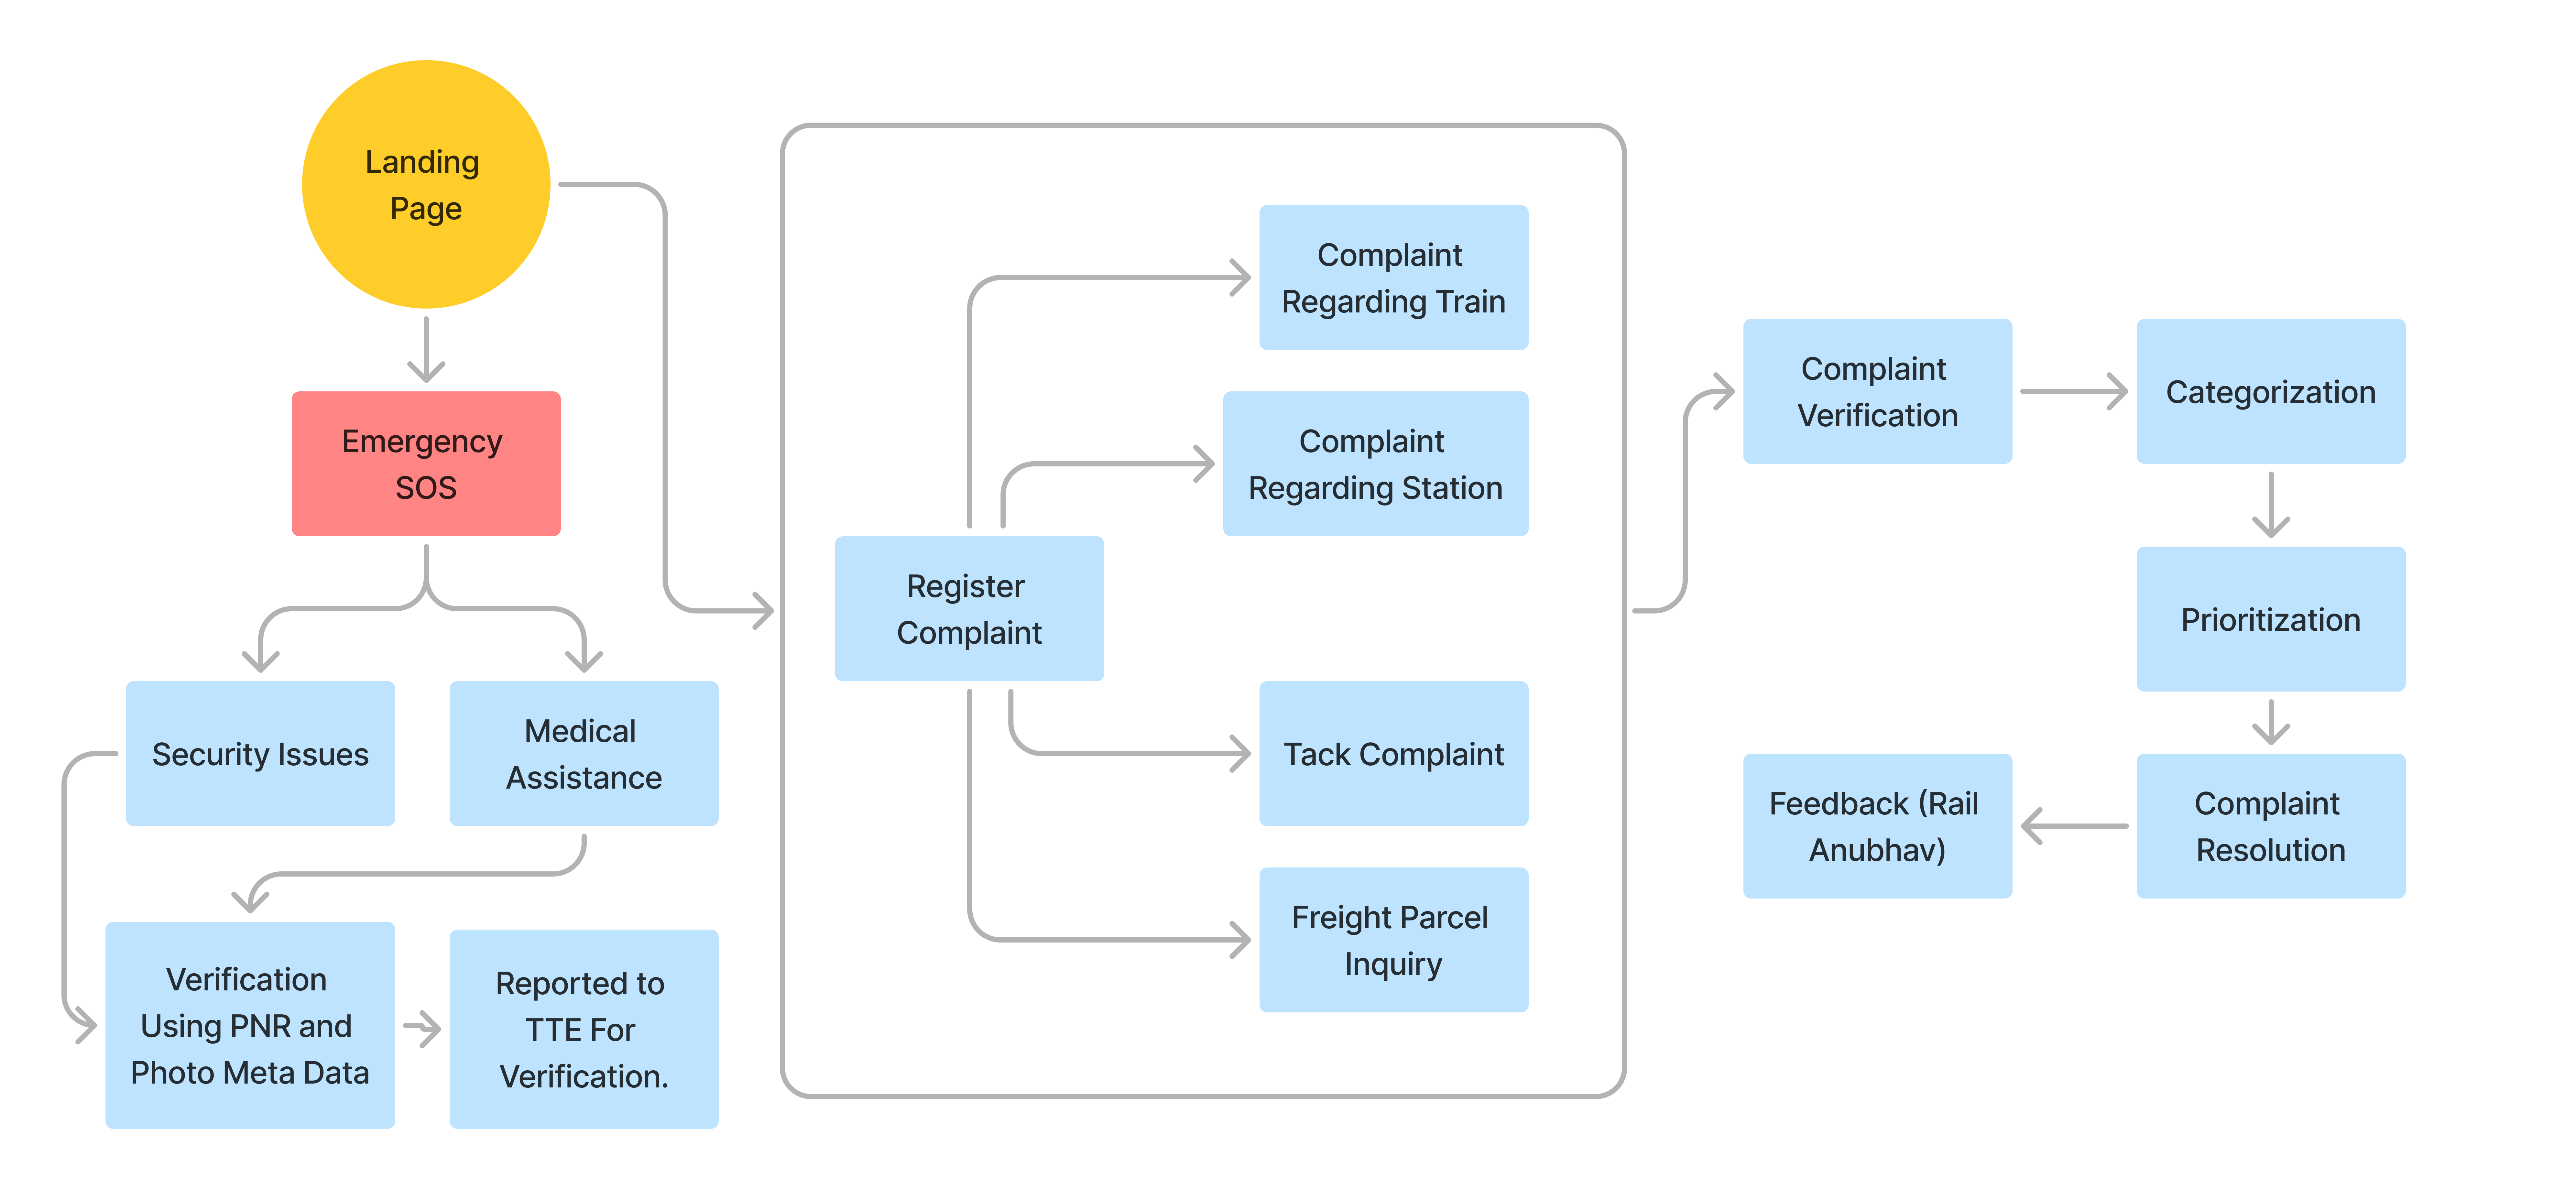 Landing
Page
Emergency
SOS
Security Issues
Medical
Assistance
Verification
Using PNR and
Photo Meta Data
Reported to
TTE For
Verification.
Register
Complaint
Complaint
Regarding Train
Complaint
Regarding Station
Tack Complaint
Freight Parcel
Inquiry
Complaint
Verification
Categorization
Prioritization
Complaint
Resolution
Feedback (Rail
Anubhav)